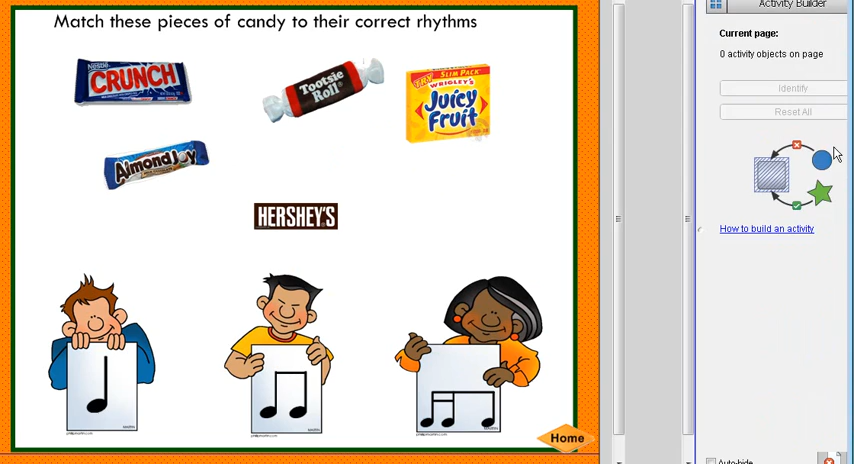 Match these pieces of candy to their correct rhythms
Nestle
CRUNCH
Tootsie
Roll
SLIM PACK
WRIGLEY'S
Juicy
Fruit
Almond Joy
HERSHEY'S
Home
Activity Builder
Current page:
0 activity objects on page
Identify
Reset All
How to build an activity
Auto-hide